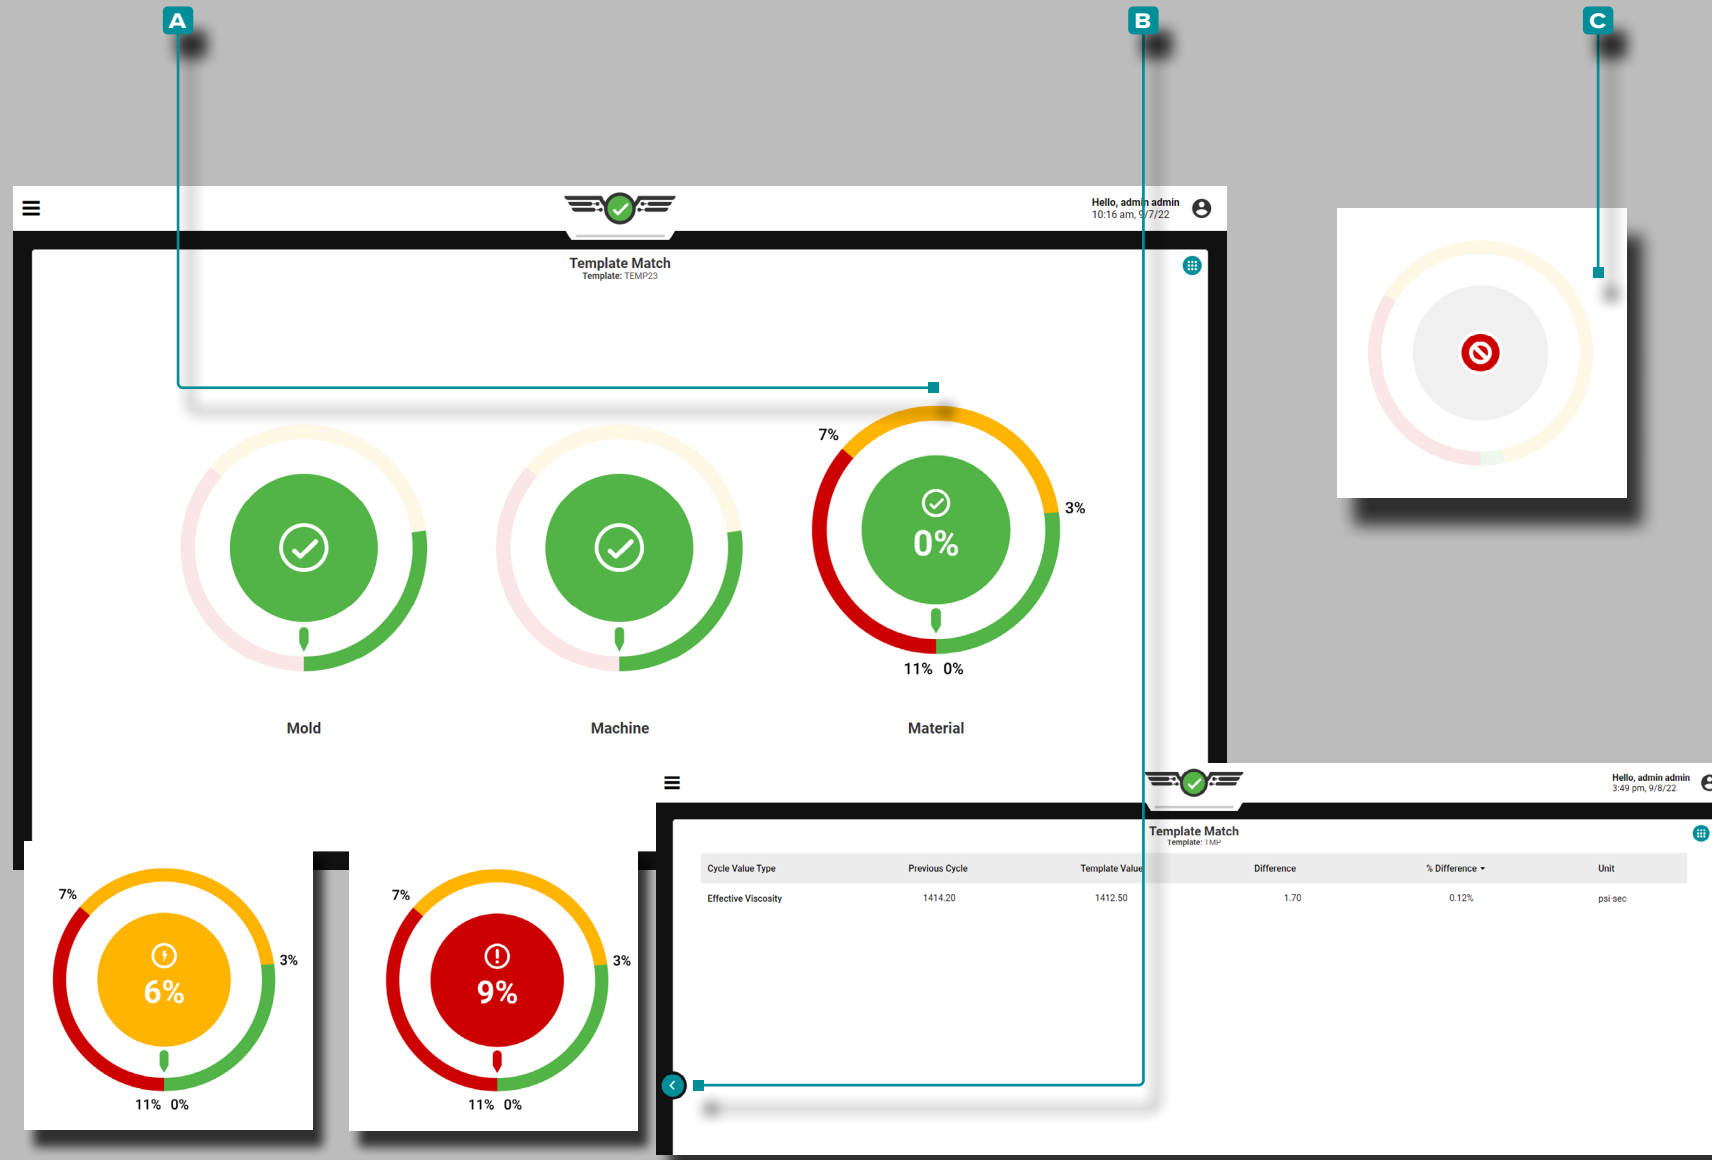 A
B
C
Hello, admin admin
10:16 am, 9/7/22
Template Match
Template: TEMP23
7%
3%
0%
11% 0%
Mold
Machine
Material
Hello, admin admin
3:49 pm, 9/8/22
Template Match
Template: TMP
Cycle Value Type Previous Cycle Template Value Difference % Difference Unit
Effective Viscosity 1414.20 1412.50 1.70 0.12% psi·sec
7%
3%
6%
11% 0%
7%
3%
9%
11% 0%